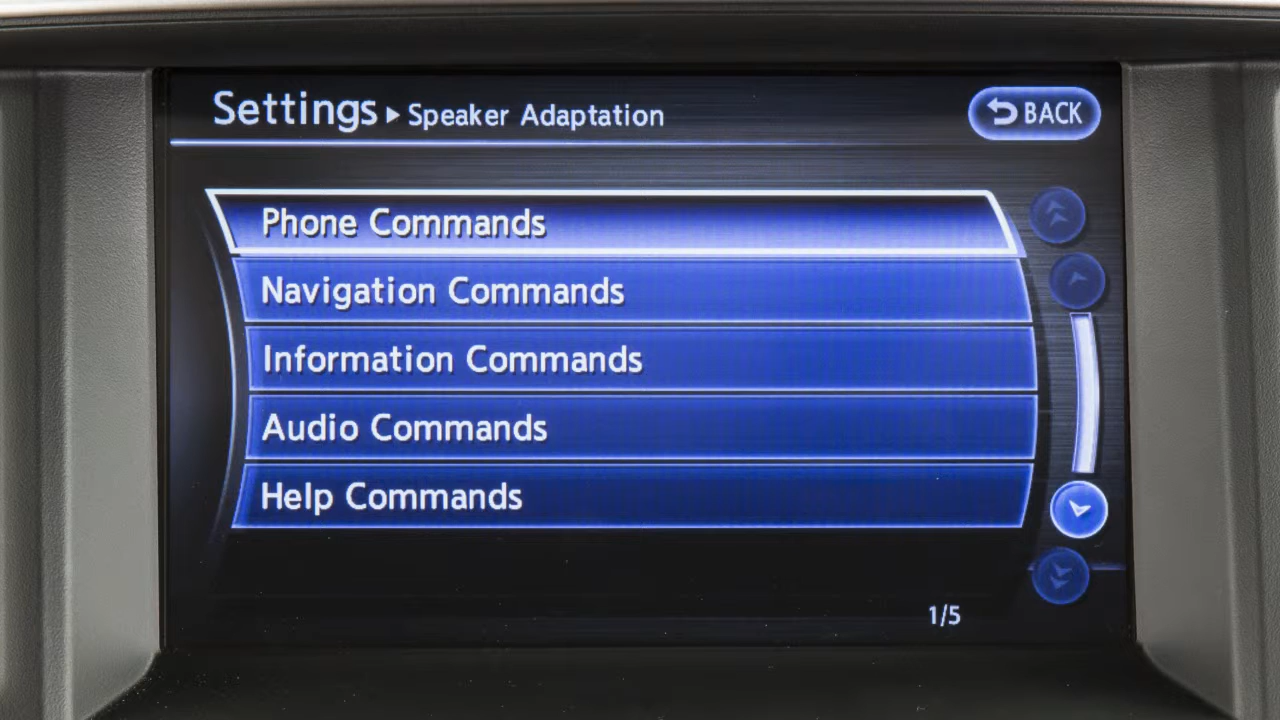 Settings ▸ Speaker Adaptation
BACK
Phone Commands
Navigation Commands
Information Commands
Audio Commands
Help Commands
1/5